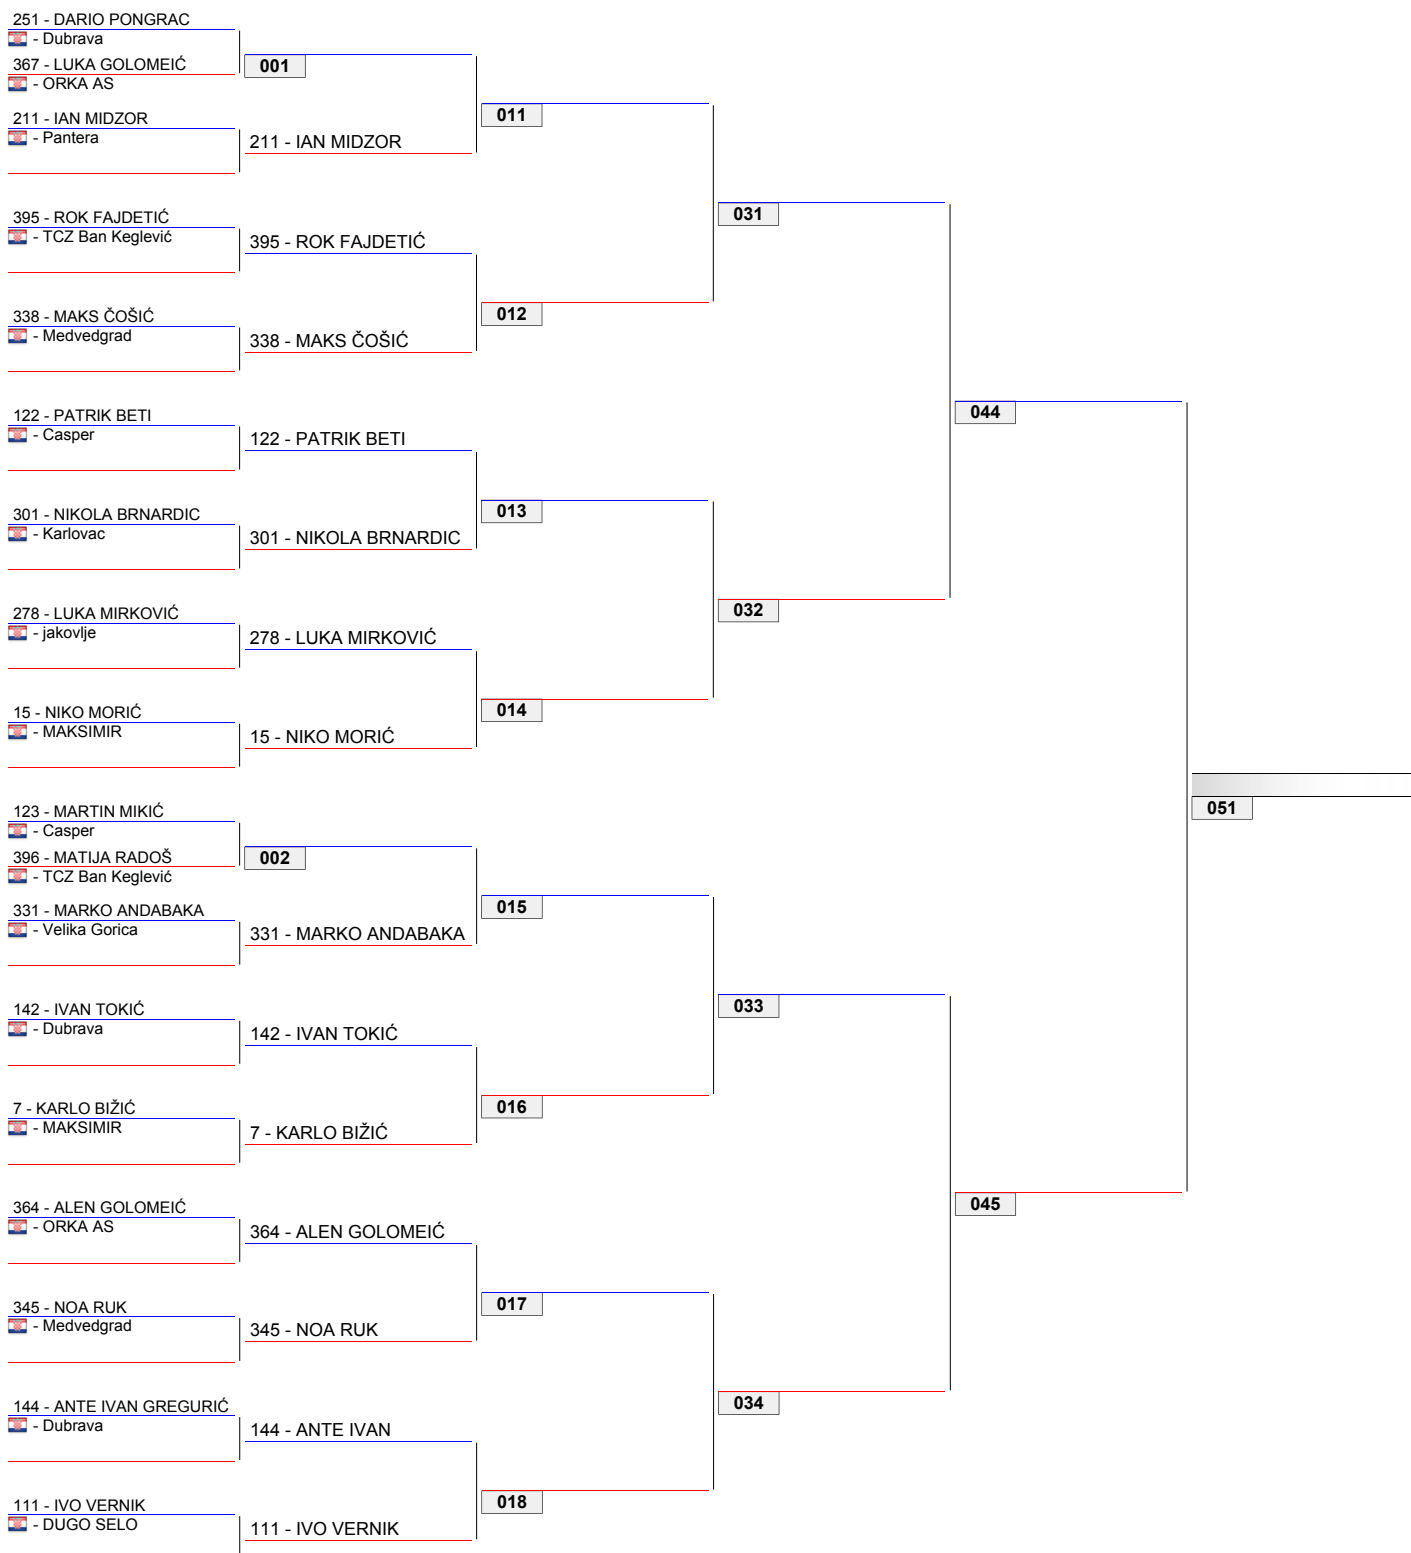 251 - DARIO PONGRAC
- Dubrava
367 - LUKA GOLOMEIĆ
- ORKA AS
001
211 - IAN MIDZOR
- Pantera
211 - IAN MIDZOR
011
395 - ROK FAJDETIĆ
- TCZ Ban Keglević
395 - ROK FAJDETIĆ
031
338 - MAKS ČOŠIĆ
- Medvedgrad
338 - MAKS ČOŠIĆ
012
122 - PATRIK BETI
- Casper
122 - PATRIK BETI
044
301 - NIKOLA BRNARDIC
- Karlovac
301 - NIKOLA BRNARDIC
013
278 - LUKA MIRKOVIĆ
- jakovlje
278 - LUKA MIRKOVIĆ
032
15 - NIKO MORIĆ
- MAKSIMIR
15 - NIKO MORIĆ
014
051
123 - MARTIN MIKIĆ
- Casper
396 - MATIJA RADOŠ
- TCZ Ban Keglević
002
331 - MARKO ANDABAKA
- Velika Gorica
331 - MARKO ANDABAKA
015
142 - IVAN TOKIĆ
- Dubrava
142 - IVAN TOKIĆ
033
7 - KARLO BIŽIĆ
- MAKSIMIR
7 - KARLO BIŽIĆ
016
364 - ALEN GOLOMEIĆ
- ORKA AS
364 - ALEN GOLOMEIĆ
045
345 - NOA RUK
- Medvedgrad
345 - NOA RUK
017
144 - ANTE IVAN GREGURIĆ
- Dubrava
144 - ANTE IVAN
034
111 - IVO VERNIK
- DUGO SELO
111 - IVO VERNIK
018